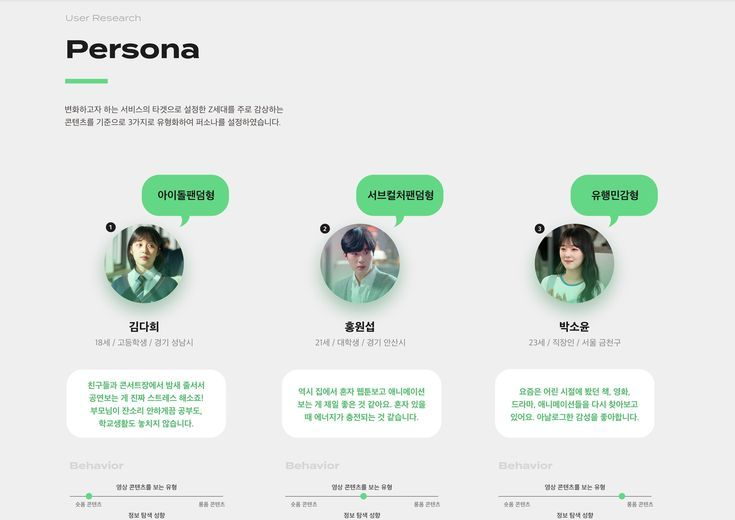 User Research
Persona
변화하고자 하는 서비스의 타겟으로 설정한 Z세대를 주로 감상하는
콘텐츠를 기준으로 3가지로 유형화하여 퍼소나를 설정하였습니다.
아이돌팬덤형
서브컬처팬덤형
유행민감형
1
2
3
김다희
홍원섭
박소윤
18세 / 고등학생 / 경기 성남시
21세 / 대학생 / 경기 안산시
23세 / 직장인 / 서울 금천구
친구들과 콘서트장에서 밤새 줄서서
공연보는 게 진짜 스트레스 해소죠!
부모님이 잔소리 안하게끔 공부도,
학교생활도 놓치지 않습니다.
역시 집에서 혼자 웹툰보고 애니메이션
보는 게 제일 좋은 것 같아요. 혼자 있을
때 에너지가 충전되는 것 같습니다.
요즘은 어린 시절에 봤던 책, 영화,
드라마, 애니메이션들을 다시 찾아보고
있어요. 아날로그한 감성을 좋아합니다.
Behavior
Behavior
Behavior
영상 콘텐츠를 보는 유형
영상 콘텐츠를 보는 유형
영상 콘텐츠를 보는 유형
숏폼 콘텐츠
롱폼 콘텐츠
숏폼 콘텐츠
롱폼 콘텐츠
숏폼 콘텐츠
롱폼 콘텐츠
정보 탐색 성향
정보 탐색 성향
정보 탐색 성향